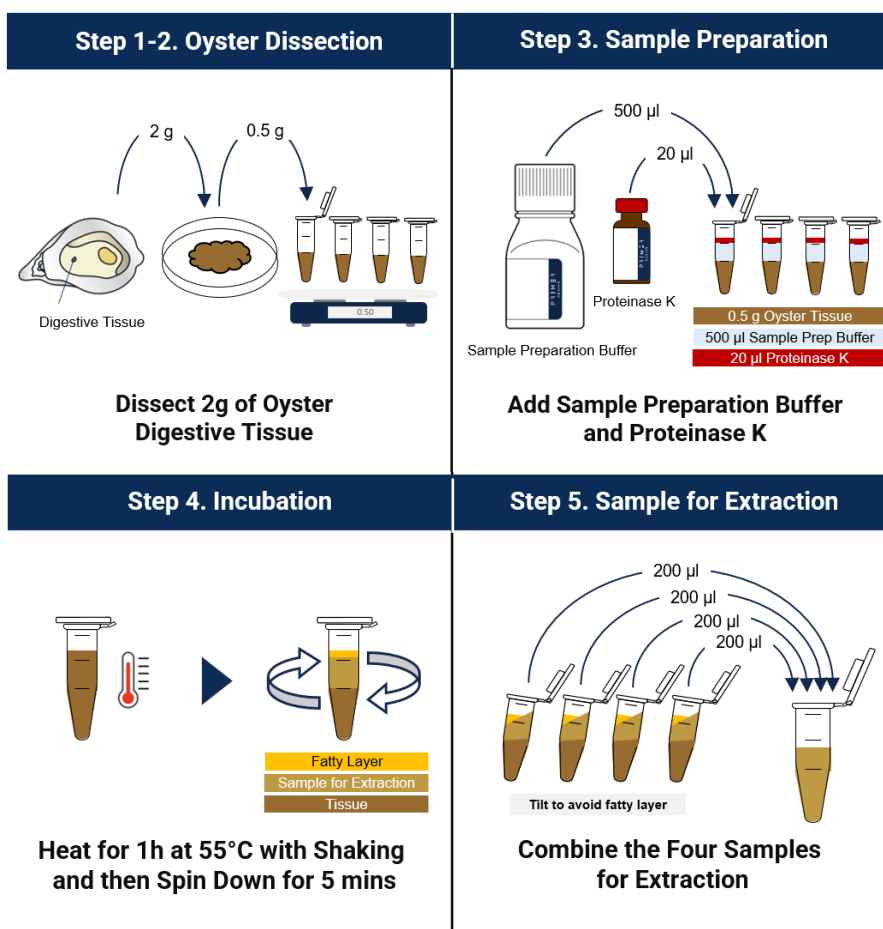 Step 1-2. Oyster Dissection
2 g
0.5 g
0.50
Digestive Tissue
Dissect 2g of Oyster
Digestive Tissue
Step 3. Sample Preparation
500 µl
20 µl
PRIMER
PRIMER
Proteinase K
Sample Preparation Buffer
0.5 g Oyster Tissue
500 µl Sample Prep Buffer
20 µl Proteinase K
Add Sample Preparation Buffer
and Proteinase K
Step 4. Incubation
Fatty Layer
Sample for Extraction
Tissue
Heat for 1h at 55°C with Shaking
and then Spin Down for 5 mins
Step 5. Sample for Extraction
200 µl
200 µl
200 µl
200 µl
Tilt to avoid fatty layer
Combine the Four Samples
for Extraction